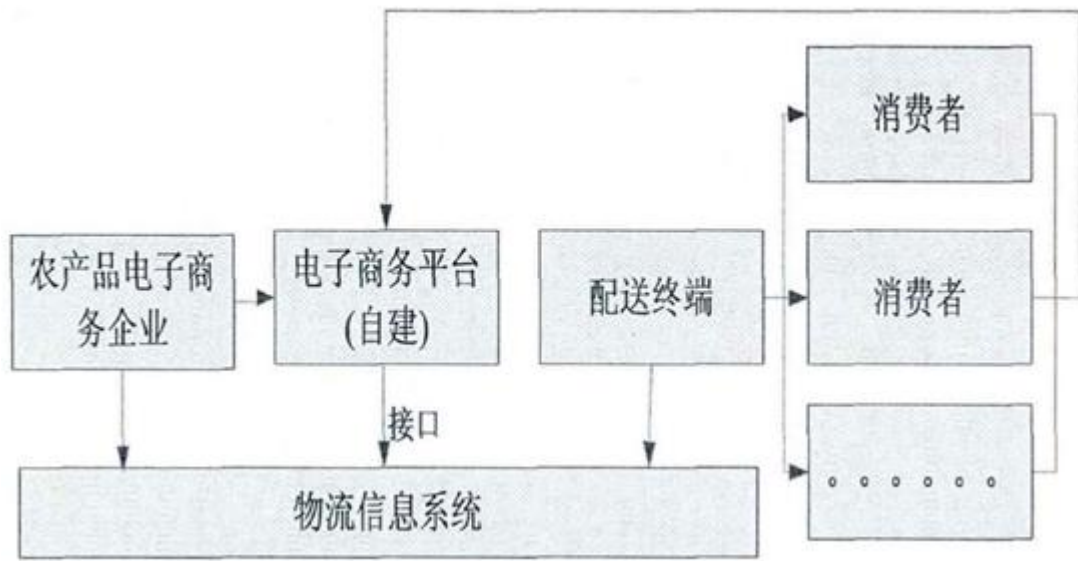 消费者
农产品电子商
务企业
电子商务平台
(自建)
配送终端
消费者
接口
。。。。。。
物流信息系统